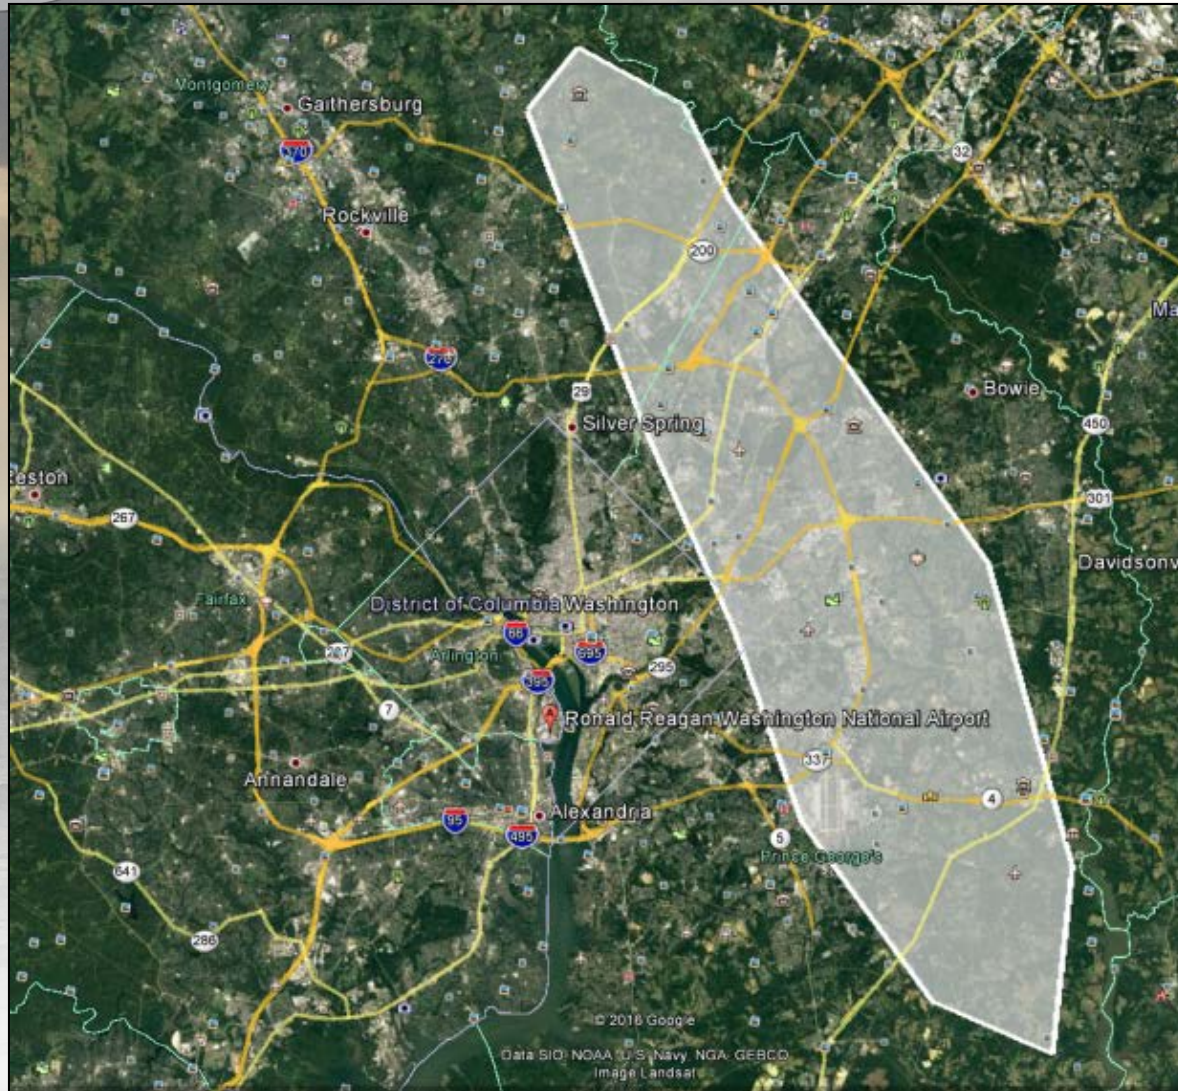 Montgomery
Gaithersburg
370
32
Rockville
200
Ma
270
29
Bowie
Silver Spring
450
Reston
301
267
Davidsonv
Fairfax
District of Columbia Washington
66
395
695
295
Arlington
267
7
Ronald Reagan Washington National Airport
337
Annandale
4
Alexandria
95
495
5
Prince George's
641
286
© 2016 Google
Data SIO, NOAA, U.S. Navy, NGA, GEBCO
Image Landsat